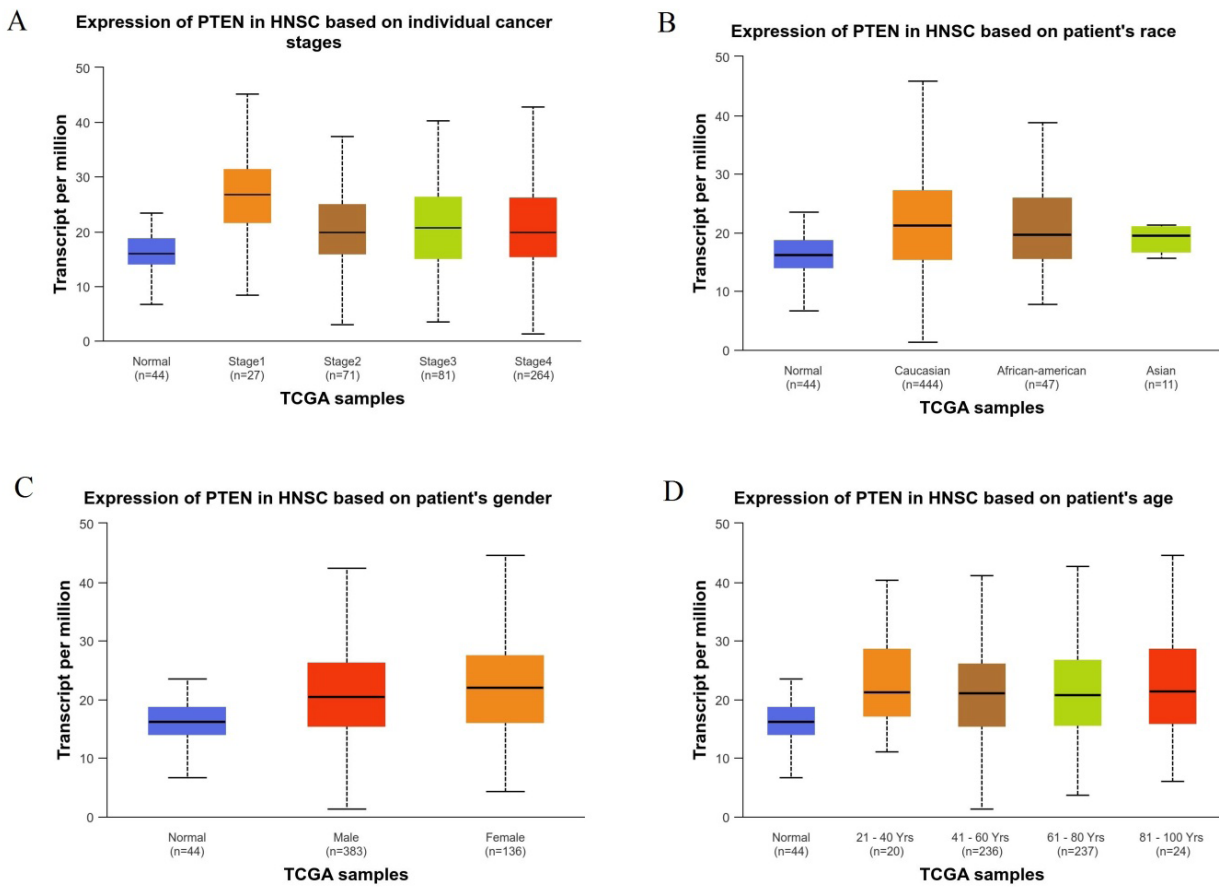 A
Expression of PTEN in HNSC based on individual cancer
stages
Transcript per million
50
40
30
20
10
0
Normal
(n=44)
Stage1
(n=27)
Stage2
(n=71)
Stage3
(n=81)
Stage4
(n=264)
TCGA samples
B
Expression of PTEN in HNSC based on patient's race
Transcript per million
50
40
30
20
10
0
Normal
(n=44)
Caucasian
(n=444)
African-american
(n=47)
Asian
(n=11)
TCGA samples
C
Expression of PTEN in HNSC based on patient's gender
Transcript per million
50
40
30
20
10
0
Normal
(n=44)
Male
(n=383)
Female
(n=136)
TCGA samples
D
Expression of PTEN in HNSC based on patient's age
Transcript per million
50
40
30
20
10
0
Normal
(n=44)
21 - 40 Yrs
(n=20)
41 - 60 Yrs
(n=236)
61 - 80 Yrs
(n=237)
81 - 100 Yrs
(n=24)
TCGA samples